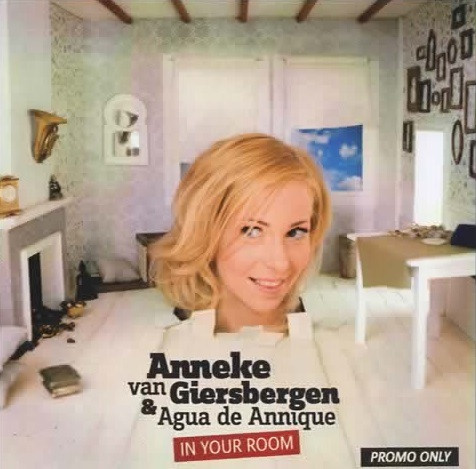 Anneke
van Giersbergen
& Agua de Annique
IN YOUR ROOM
PROMO ONLY